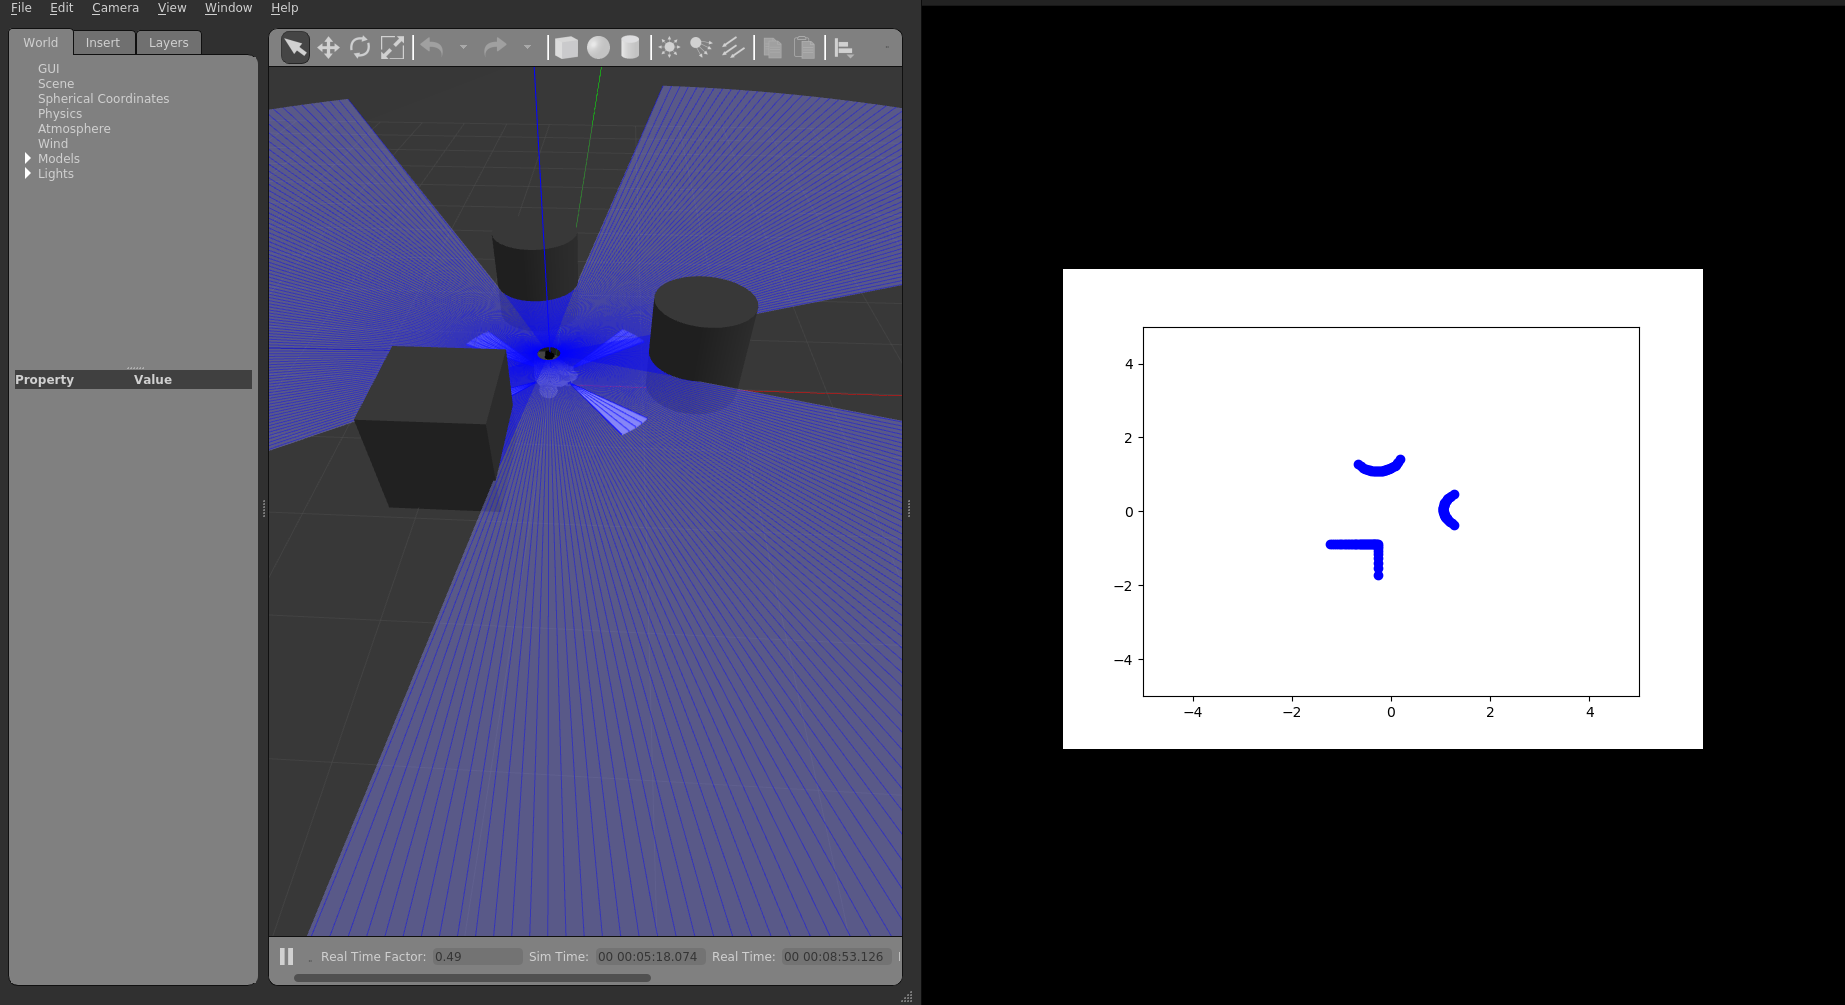 File Edit Camera View Window Help
World Insert Layers
GUI
Scene
Spherical Coordinates
Physics
Atmosphere
Wind
Models
Lights
Property Value
Real Time Factor: 0.49 Sim Time: 00 00:05:18.074 Real Time: 00 00:08:53.126
4
2
0
−2
−4
−4 −2 0 2 4